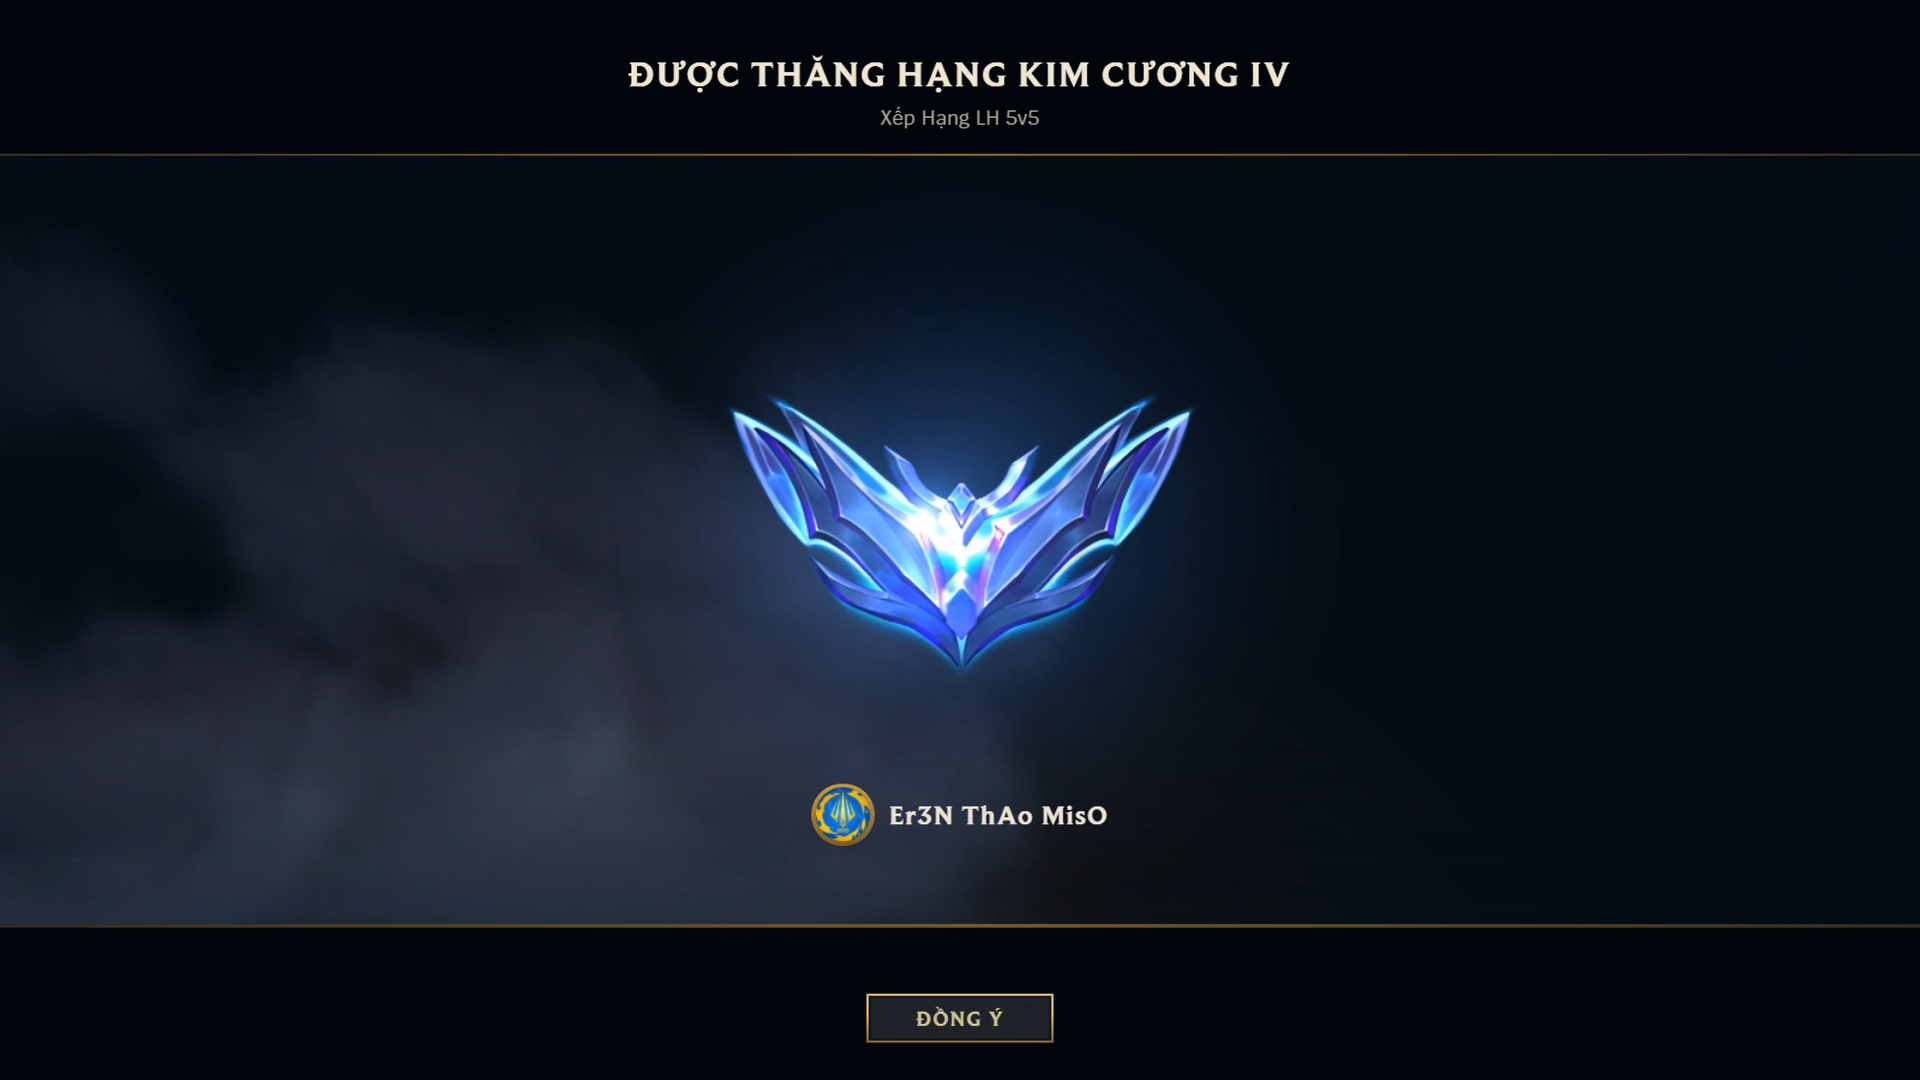 ĐƯỢC THĂNG HẠNG KIM CƯƠNG IV
Xếp Hạng LH 5v5
Er3N ThAo MisO
ĐỒNG Ý